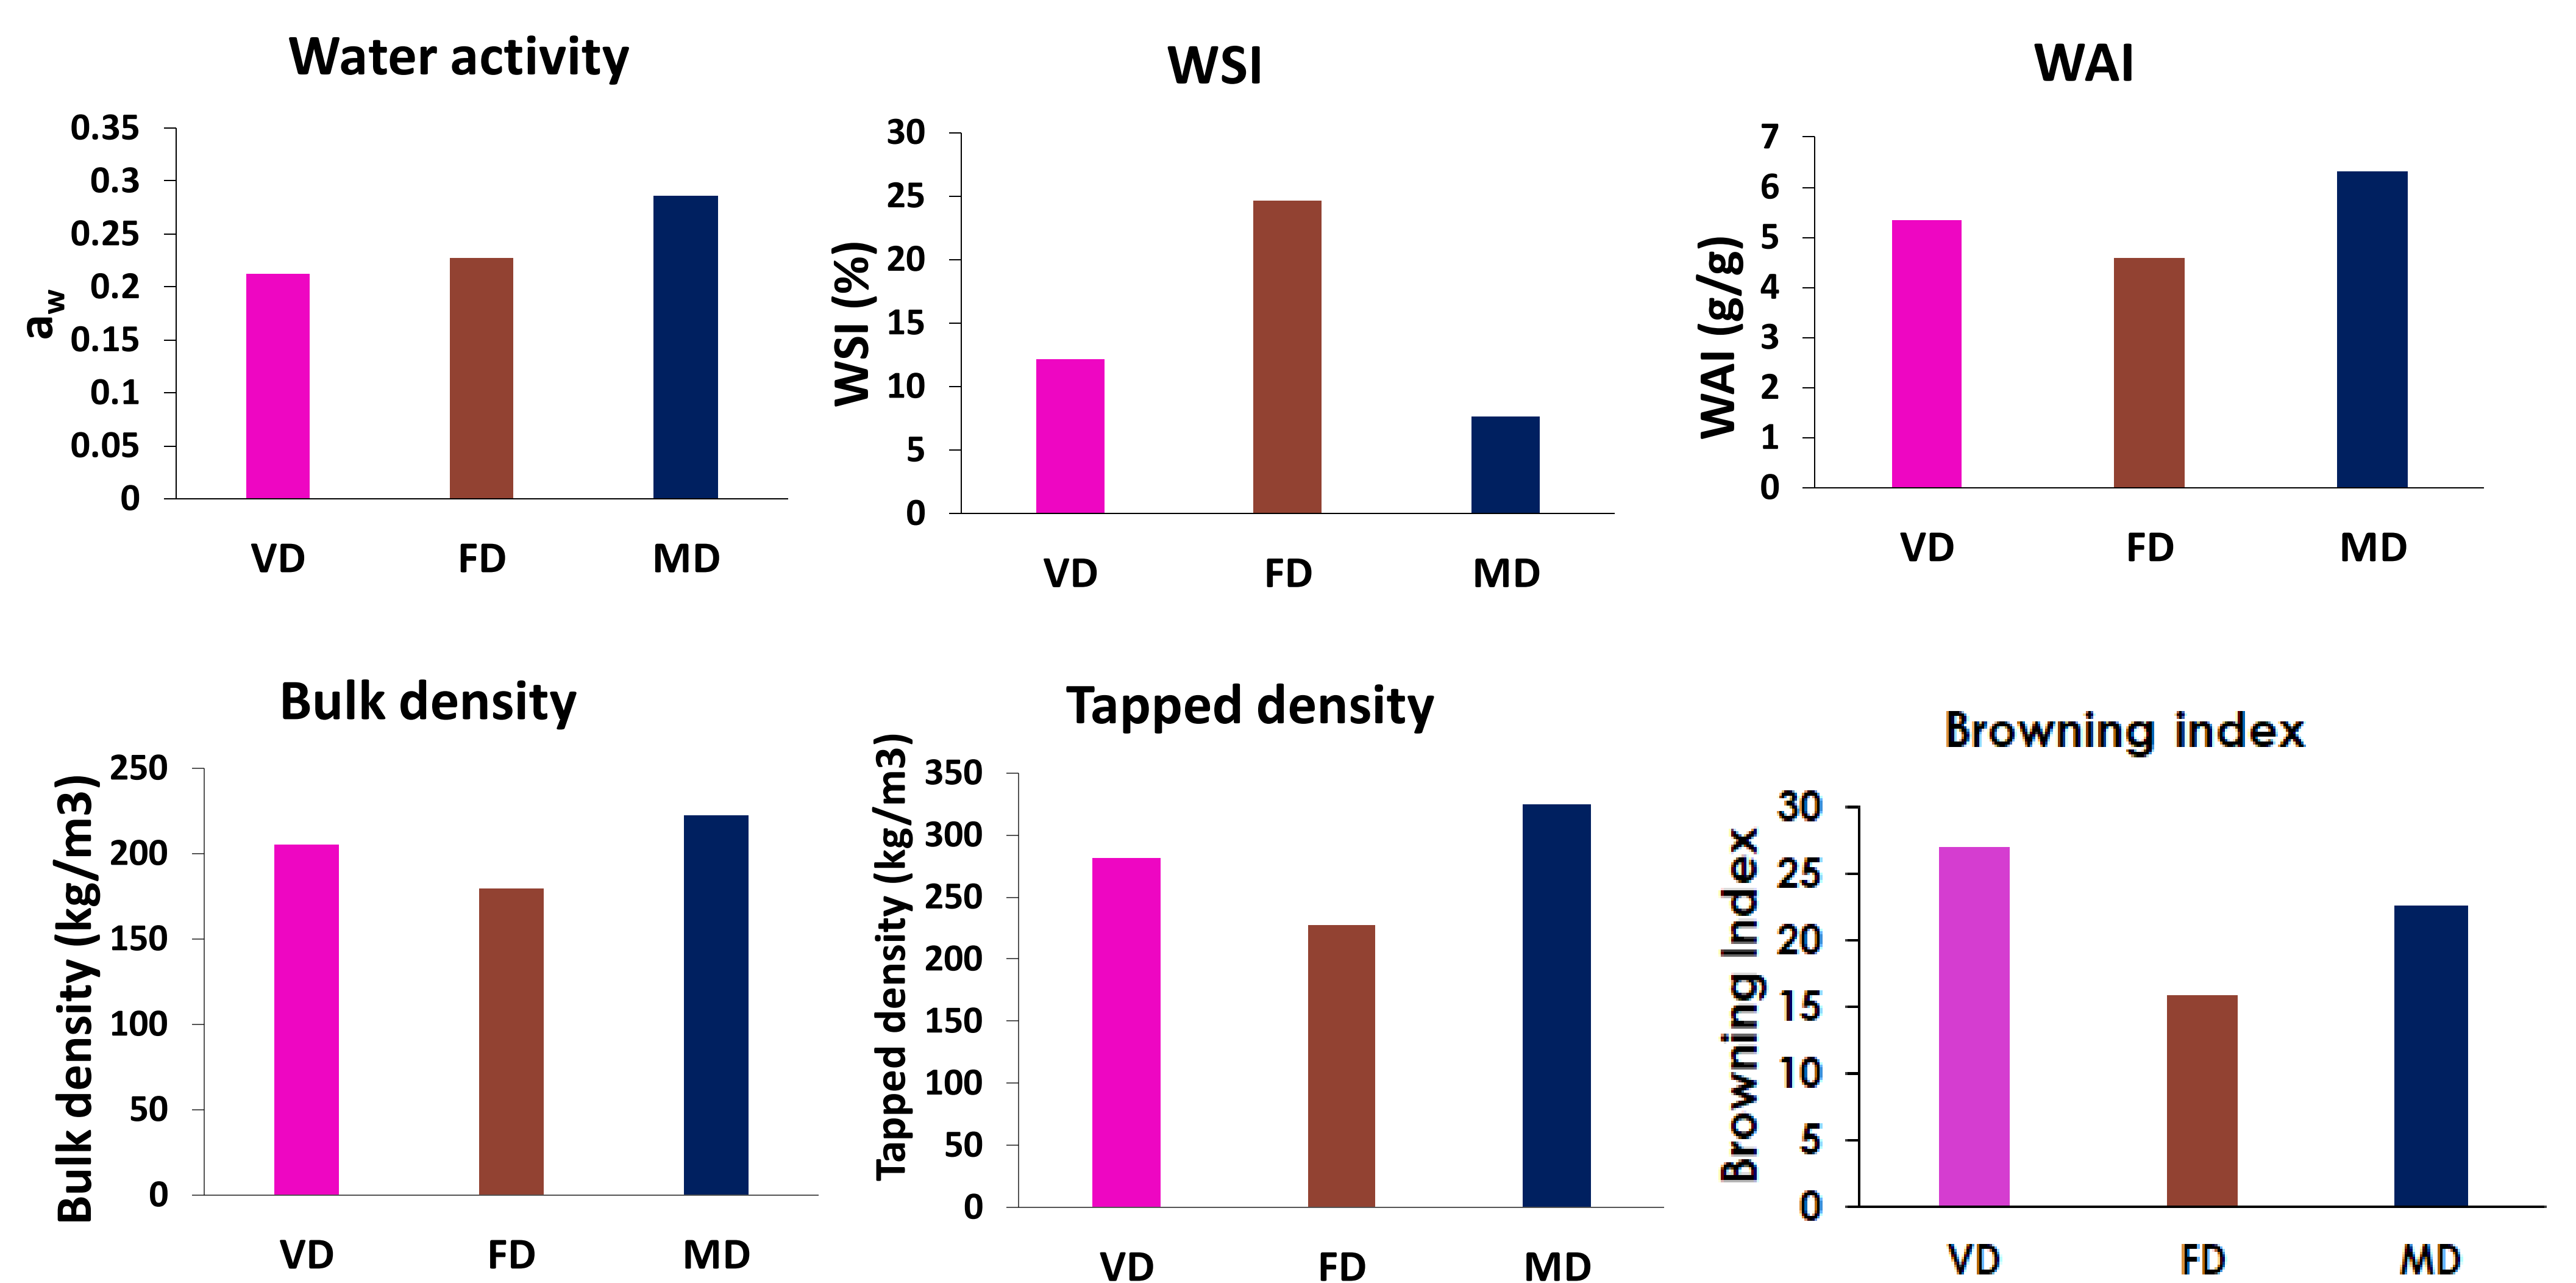 Water activity
0.35
0.3
0.25
0.2
0.15
0.1
0.05
0
aw
VD FD MD
WSI
30
25
20
15
10
5
0
WSI (%)
VD FD MD
WAI
7
6
5
4
3
2
1
0
WAI (g/g)
VD FD MD
Bulk density
250
200
150
100
50
0
Bulk density (kg/m3)
VD FD MD
Tapped density
350
300
250
200
150
100
50
0
Tapped density (kg/m3)
VD FD MD
Browning index
30
25
20
15
10
5
0
Browning Index
VD FD MD